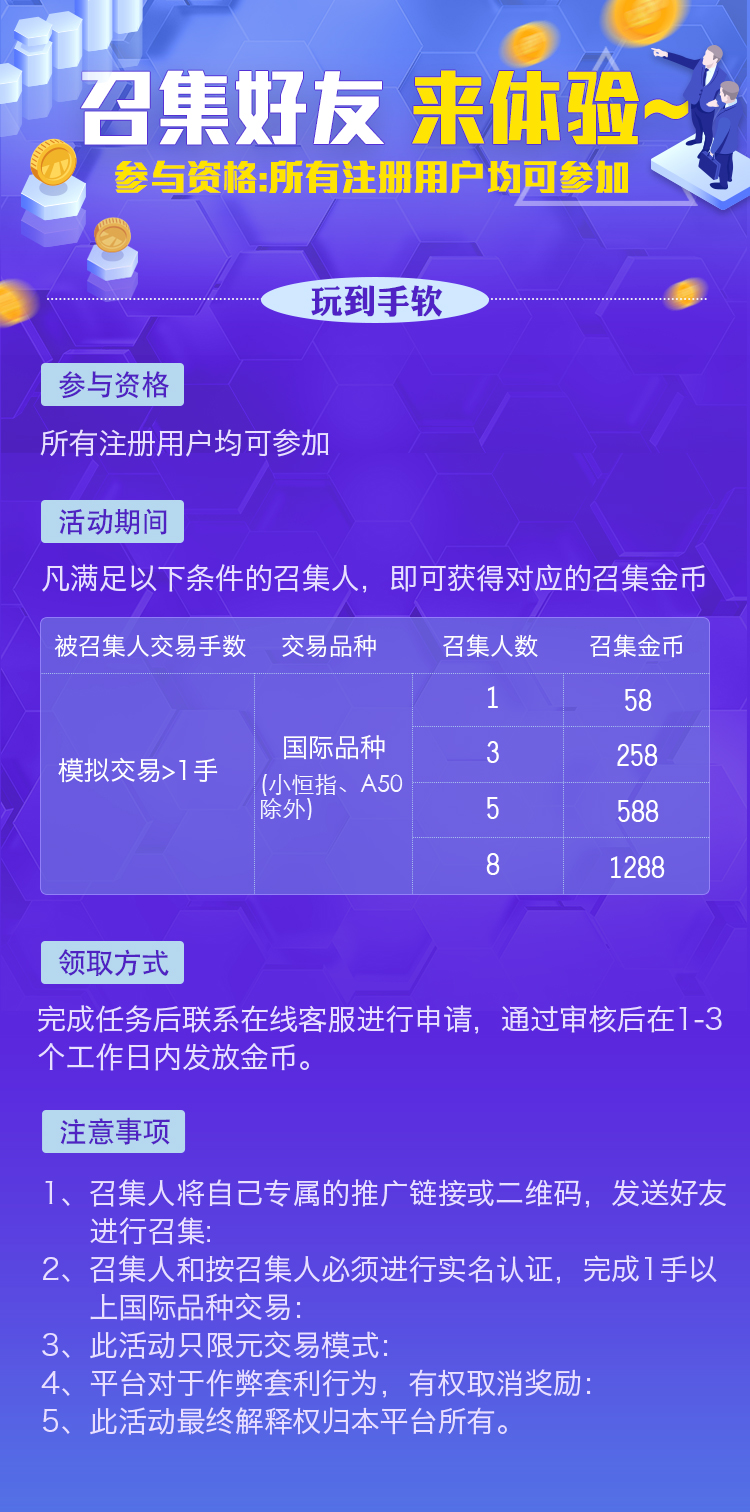 召集好友 来体验~
参与资格:所有注册用户均可参加
玩到手软
参与资格
所有注册用户均可参加
活动期间
凡满足以下条件的召集人，即可获得对应的召集金币
被召集人交易手数 交易品种 召集人数 召集金币
模拟交易>1手
国际品种
(小恒指、A50
除外)
1 58
3 258
5 588
8 1288
领取方式
完成任务后联系在线客服进行申请，通过审核后在1-3
个工作日内发放金币。
注意事项
1、召集人将自己专属的推广链接或二维码，发送好友
进行召集:
2、召集人和按召集人必须进行实名认证，完成1手以
上国际品种交易:
3、此活动只限元交易模式:
4、平台对于作弊套利行为，有权取消奖励:
5、此活动最终解释权归本平台所有。